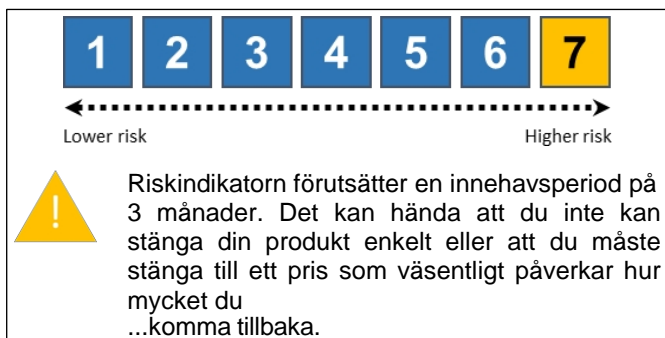 1 2 3 4 5 6 7
Lower risk Higher risk
!
Riskindikatorn förutsätter en innehavsperiod på
3 månader. Det kan hända att du inte kan
stänga din produkt enkelt eller att du måste
stänga till ett pris som väsentligt påverkar hur
mycket du
...komma tillbaka.